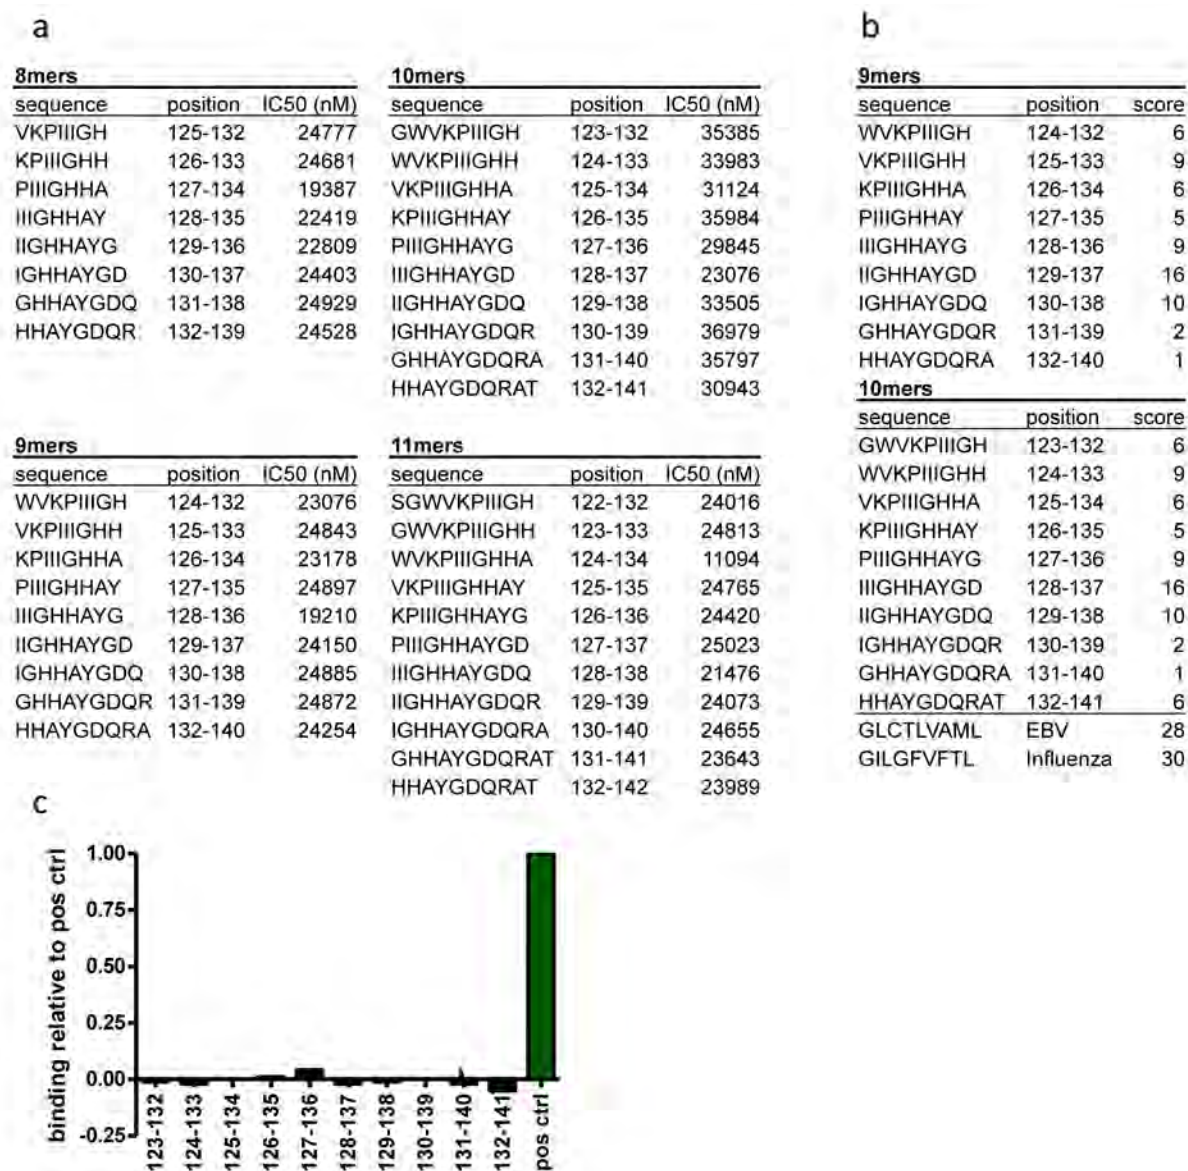 a
8mers
sequence position IC50 (nM)
VKPIIIGH 125-132 24777
KPIIIGHH 126-133 24681
PIIIGHHA 127-134 19387
IIIGHHAY 128-135 22419
IIGHHAYG 129-136 22809
IGHHAYGD 130-137 24403
GHHAYGDQ 131-138 24929
HHAYGDQR 132-139 24528
10mers
sequence position IC50 (nM)
GWVKPIIIGH 123-132 35385
WVKPIIIGHH 124-133 33983
VKPIIIGHHA 125-134 31124
KPIIIGHHAY 126-135 35984
PIIIGHHAYG 127-136 29845
IIIGHHAYGD 128-137 23076
IIGHHAYGDQ 129-138 33505
IGHHAYGDQR 130-139 36979
GHHAYGDQRA 131-140 35797
HHAYGDQRAT 132-141 30943
9mers
sequence position IC50 (nM)
WVKPIIIGH 124-132 23076
VKPIIIGHH 125-133 24843
KPIIIGHHA 126-134 23178
PIIIGHHAY 127-135 24897
IIIGHHAYG 128-136 19210
IIGHHAYGD 129-137 24150
IGHHAYGDQ 130-138 24885
GHHAYGDQR 131-139 24872
HHAYGDQRA 132-140 24254
11mers
sequence position IC50 (nM)
SGWVKPIIIGH 122-132 24016
GWVKPIIIGHH 123-133 24813
WVKPIIIGHHA 124-134 11094
VKPIIIGHHAY 125-135 24765
KPIIIGHHAYG 126-136 24420
PIIIGHHAYGD 127-137 25023
IIIGHHAYGDQ 128-138 21476
IIGHHAYGDQR 129-139 24073
IGHHAYGDQRA 130-140 24655
GHHAYGDQRAT 131-141 23643
HHAYGDQRAT 132-142 23989
b
9mers
sequence position score
WVKPIIIGH 124-132 6
VKPIIIGHH 125-133 9
KPIIIGHHA 126-134 6
PIIIGHHAY 127-135 5
IIIGHHAYG 128-136 9
IIGHHAYGD 129-137 16
IGHHAYGDQ 130-138 10
GHHAYGDQR 131-139 2
HHAYGDQRA 132-140 1
10mers
sequence position score
GWVKPIIIGH 123-132 6
WVKPIIIGHH 124-133 9
VKPIIIGHHA 125-134 6
KPIIIGHHAY 126-135 5
PIIIGHHAYG 127-136 9
IIIGHHAYGD 128-137 16
IIGHHAYGDQ 129-138 10
IGHHAYGDQR 130-139 2
GHHAYGDQRA 131-140 1
HHAYGDQRAT 132-141 6
GLCTLVAML EBV 28
GILGFVFTL Influenza 30
c
binding relative to pos ctrl
1.00
0.75
0.50
0.25
0.00
-0.25
123-132
124-133
125-134
126-135
127-136
128-137
129-138
130-139
131-140
132-141
pos ctrl